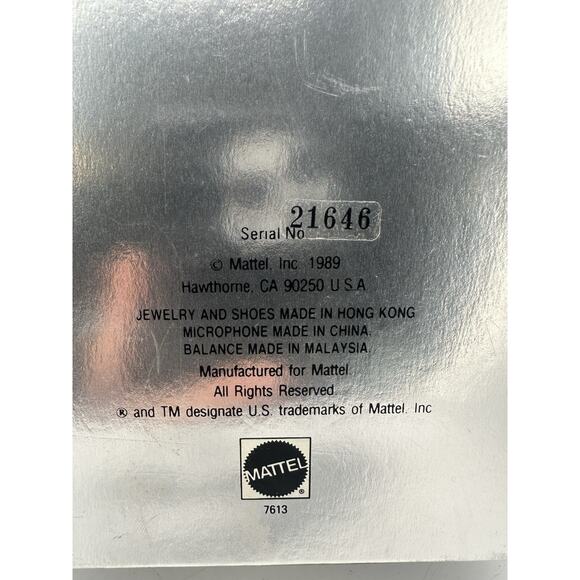 Serial No 21646
© Mattel, Inc. 1989
Hawthorne, CA 90250 U.S.A.
JEWELRY AND SHOES MADE IN HONG KONG
MICROPHONE MADE IN CHINA.
BALANCE MADE IN MALAYSIA.
Manufactured for Mattel.
All Rights Reserved.
® and TM designate U.S. trademarks of Mattel. Inc
MATTEL®
7613